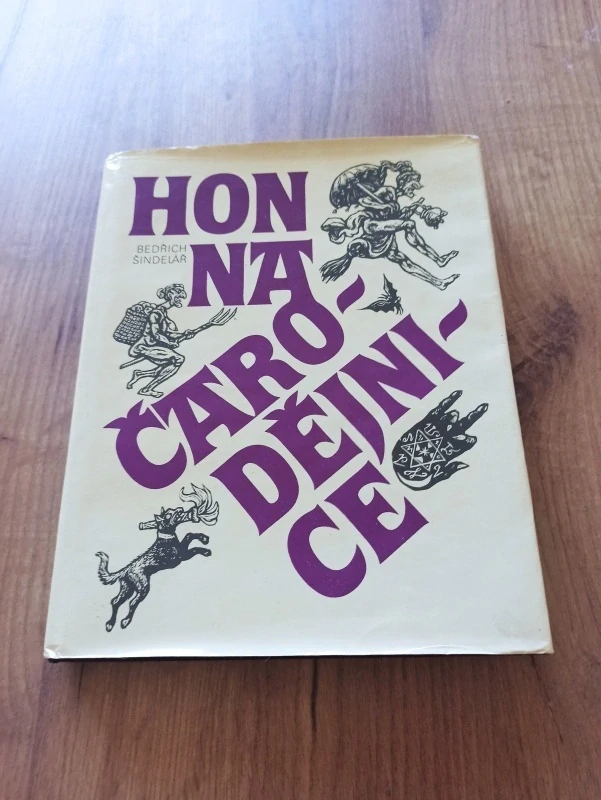 HON
BEDŘICH
ŠINDELÁŘ
NA
ČARO-
DĚJNI-
CE